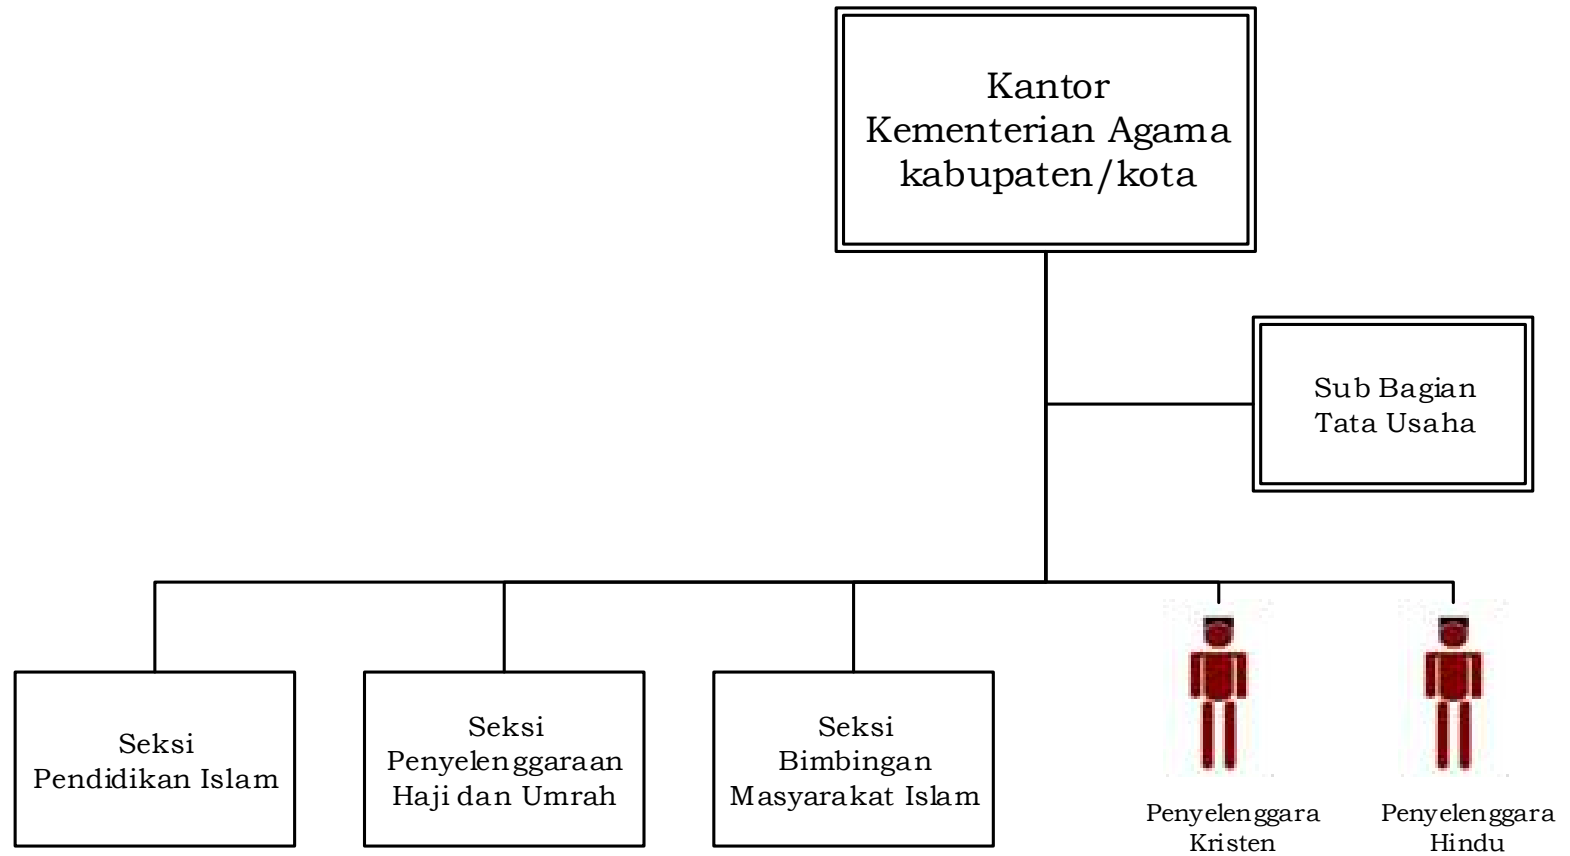 Kantor
Kementerian Agama
kabupaten/kota
Sub Bagian
Tata Usaha
Seksi
Pendidikan Islam
Seksi
Penyelenggaraan
Haji dan Umrah
Seksi
Bimbingan
Masyarakat Islam
Penyelenggara
Kristen
Penyelenggara
Hindu